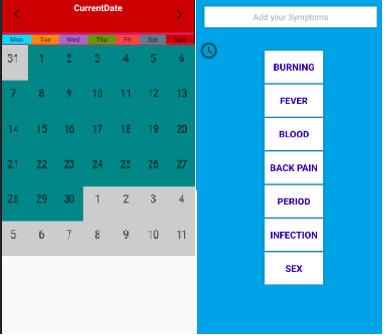 CurrentDate
Mon Tue Wed Thu Fri Sat Sun
31 1 2 3 4 5 6
7 8 9 10 11 12 13
14 15 16 17 18 19 20
21 22 23 24 25 26 27
28 29 30 1 2 3 4
5 6 7 8 9 10 11
Add your Symptoms
BURNING
FEVER
BLOOD
BACK PAIN
PERIOD
INFECTION
SEX